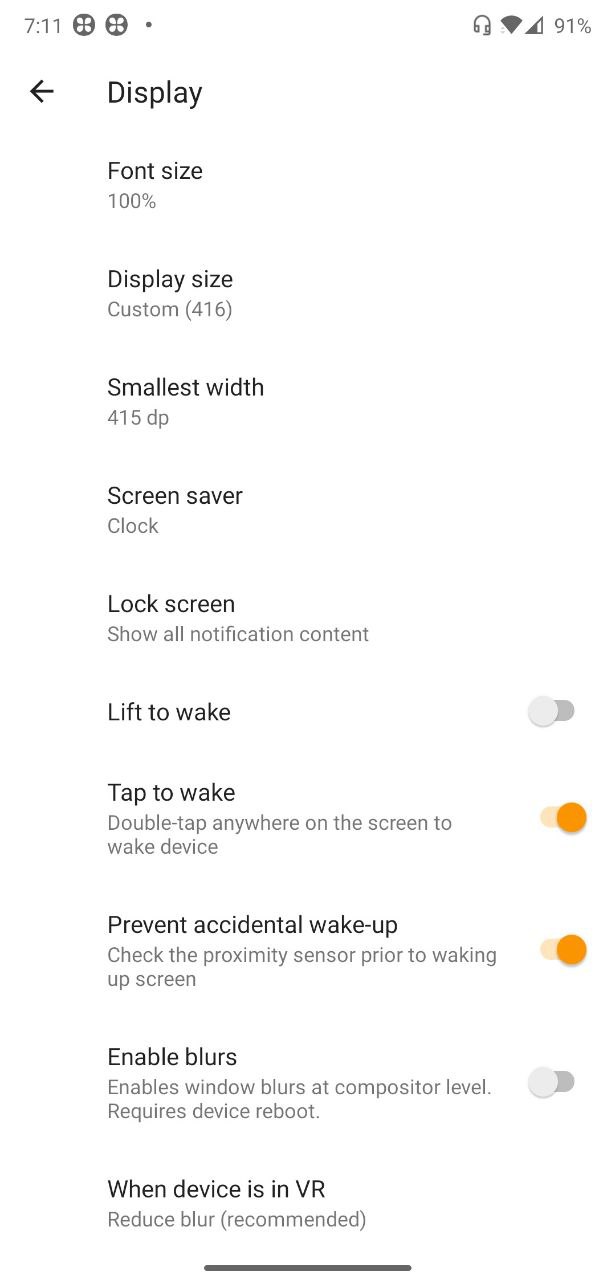 7:11 91%
Display
Font size
100%
Display size
Custom (416)
Smallest width
415 dp
Screen saver
Clock
Lock screen
Show all notification content
Lift to wake
Tap to wake
Double-tap anywhere on the screen to
wake device
Prevent accidental wake-up
Check the proximity sensor prior to waking
up screen
Enable blurs
Enables window blurs at compositor level.
Requires device reboot.
When device is in VR
Reduce blur (recommended)